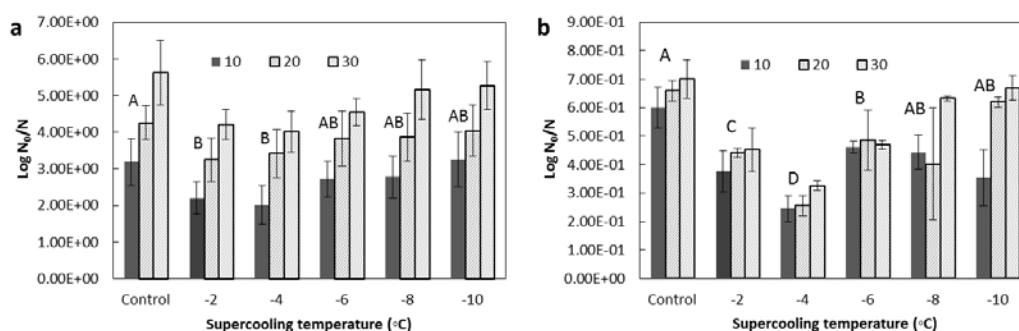 a
Log N₀/N
7.00E+00
6.00E+00
5.00E+00
4.00E+00
3.00E+00
2.00E+00
1.00E+00
0.00E+00
10 20 30
A B B AB AB AB
Control -2 -4 -6 -8 -10
Supercooling temperature (◦C)
b
Log N₀/N
9.00E-01
8.00E-01
7.00E-01
6.00E-01
5.00E-01
4.00E-01
3.00E-01
2.00E-01
1.00E-01
0.00E+00
10 20 30
A C D B AB AB
Control -2 -4 -6 -8 -10
Supercooling temperature (◦C)